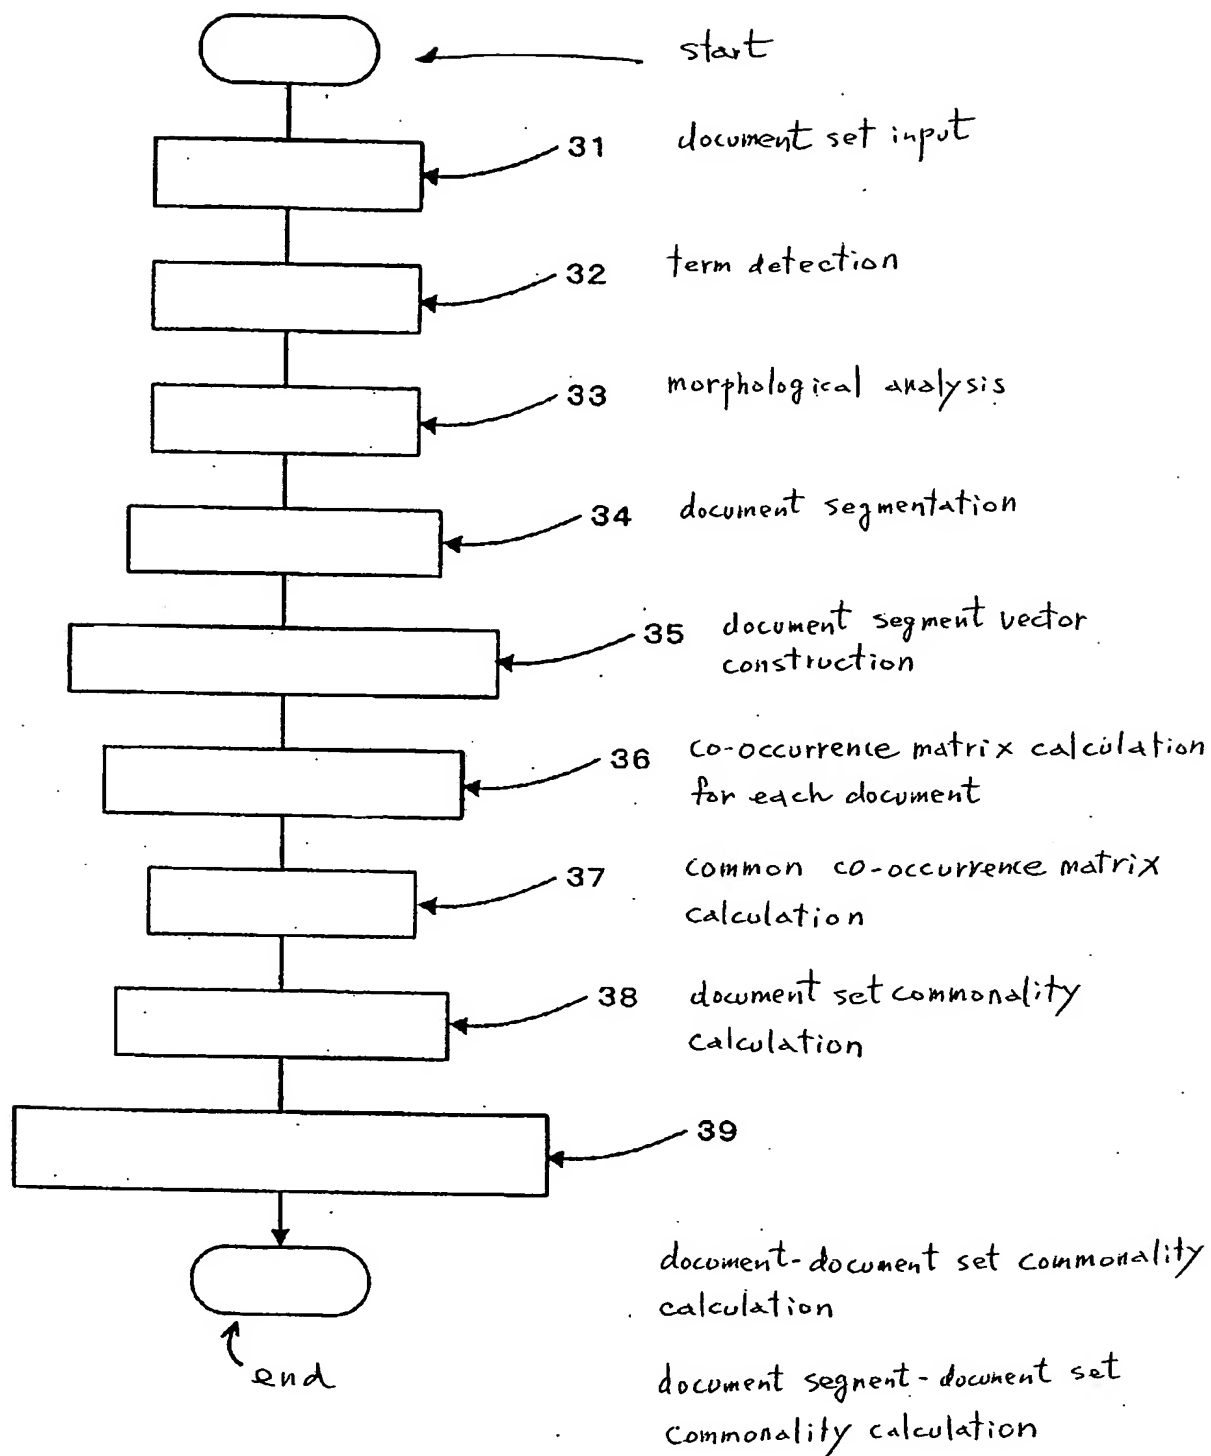 start
31 document set input
32 term detection
33 morphological analysis
34 document segmentation
35 document segment vector
construction
36 co-occurrence matrix calculation
for each document
37 common co-occurrence matrix
calculation
38 document set commonality
calculation
39
document-document set commonality
calculation
end
document segnent-document set
commonality calculation